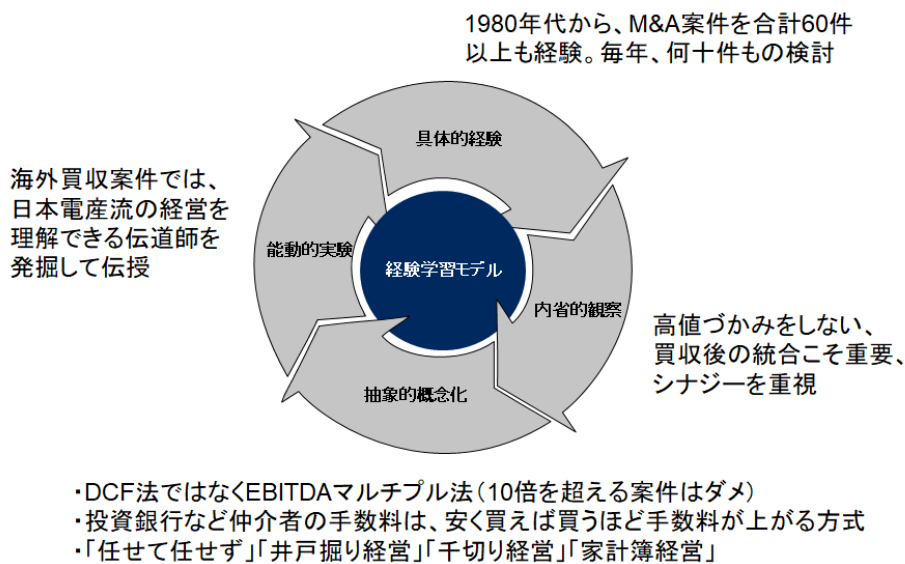 1980年代から、M&A案件を合計60件
以上も経験。毎年、何十件もの検討
具体的経験
海外買収案件では、
日本電産流の経営を
理解できる伝道師を
発掘して伝授
能動的実験
経験学習モデル
内省的観察
高値づかみをしない、
買収後の統合こそ重要、
シナジーを重視
抽象的概念化
・DCF法ではなくEBITDAマルチプル法（10倍を超える案件はダメ）
・投資銀行など仲介者の手数料は、安く買えば買うほど手数料が上がる方式
・「任せて任せず」「井戸掘り経営」「千切り経営」「家計簿経営」